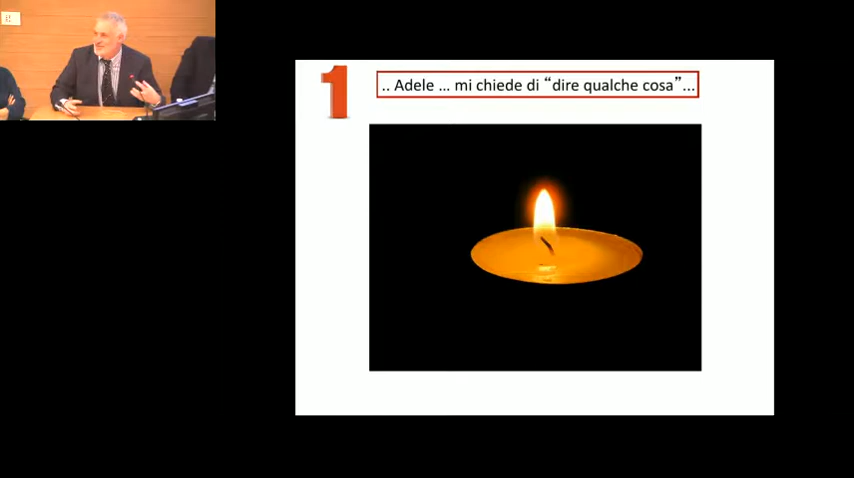 1
.. Adele ... mi chiede di “dire qualche cosa”...